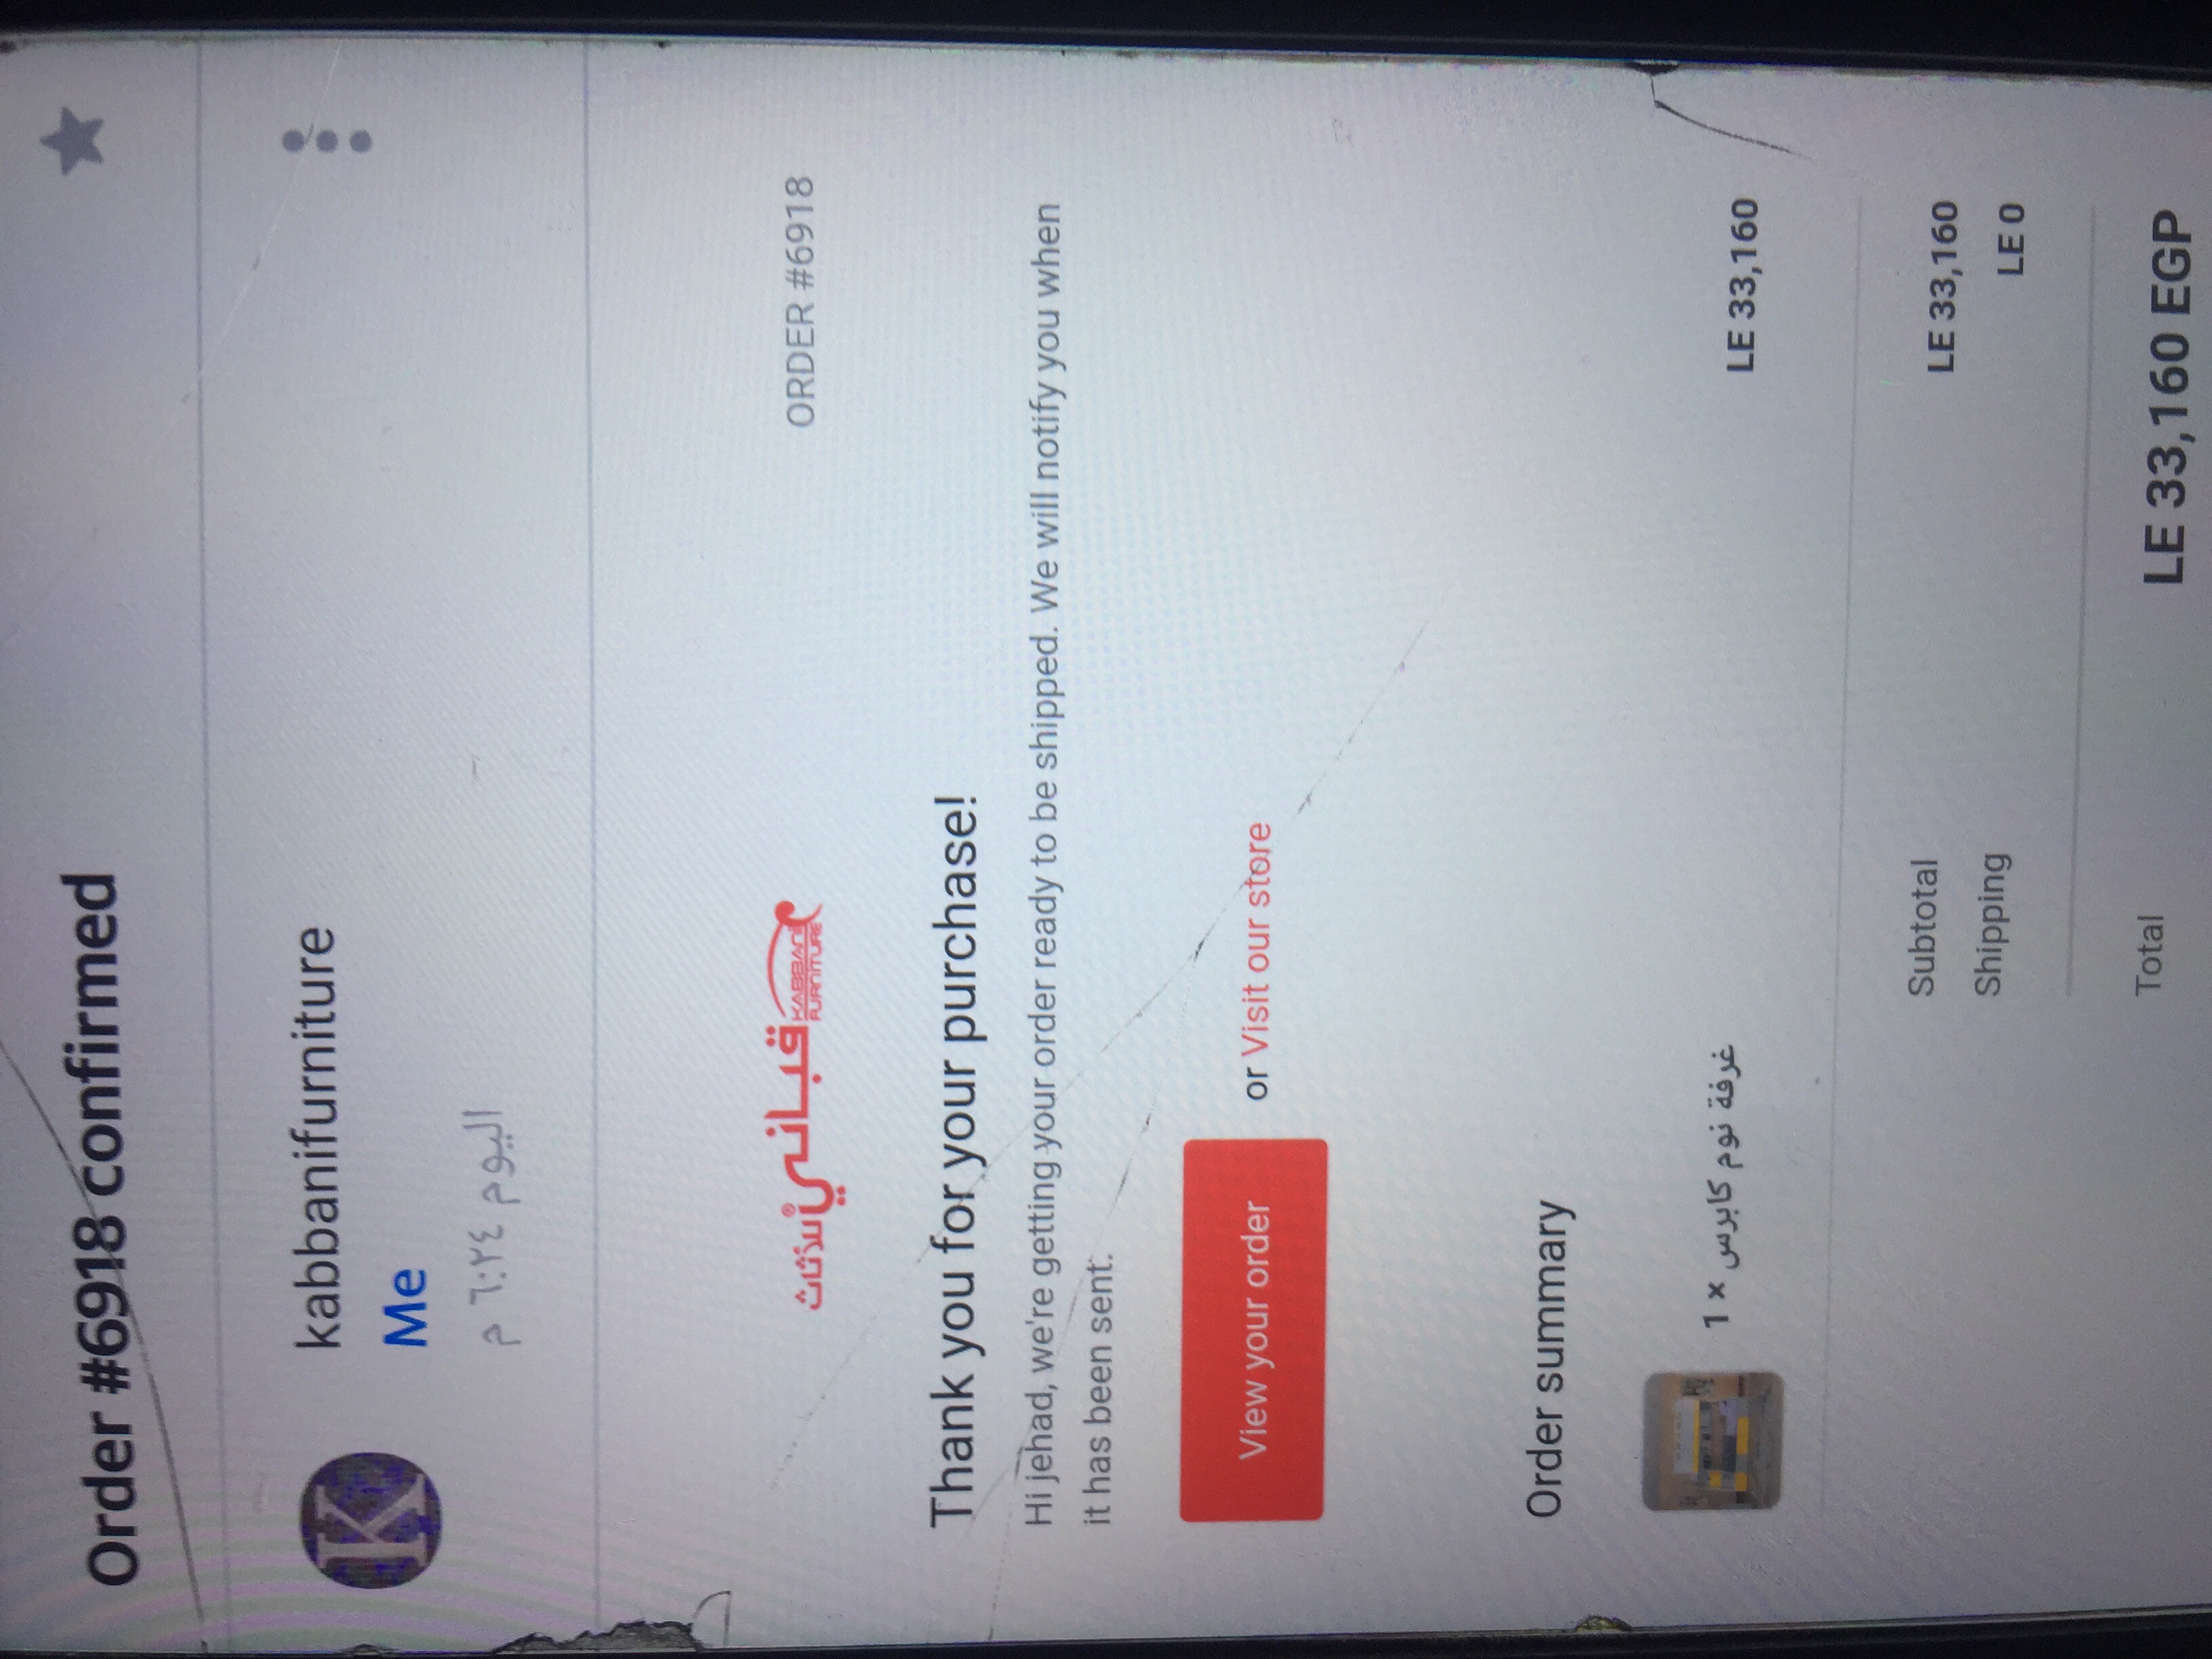 Order #6918 confirmed
K
kabbanifurniture
Me
اليوم ٦:٢٤ م
قباني للأثاث
KABBANI
FURNITURE
ORDER #6918
Thank you for your purchase!
Hi jehad, we're getting your order ready to be shipped. We will notify you when
it has been sent.
View your order or Visit our store
Order summary
غرفة نوم كابرس × 1
LE 33,160
Subtotal LE 33,160
Shipping LE 0
Total LE 33,160 EGP